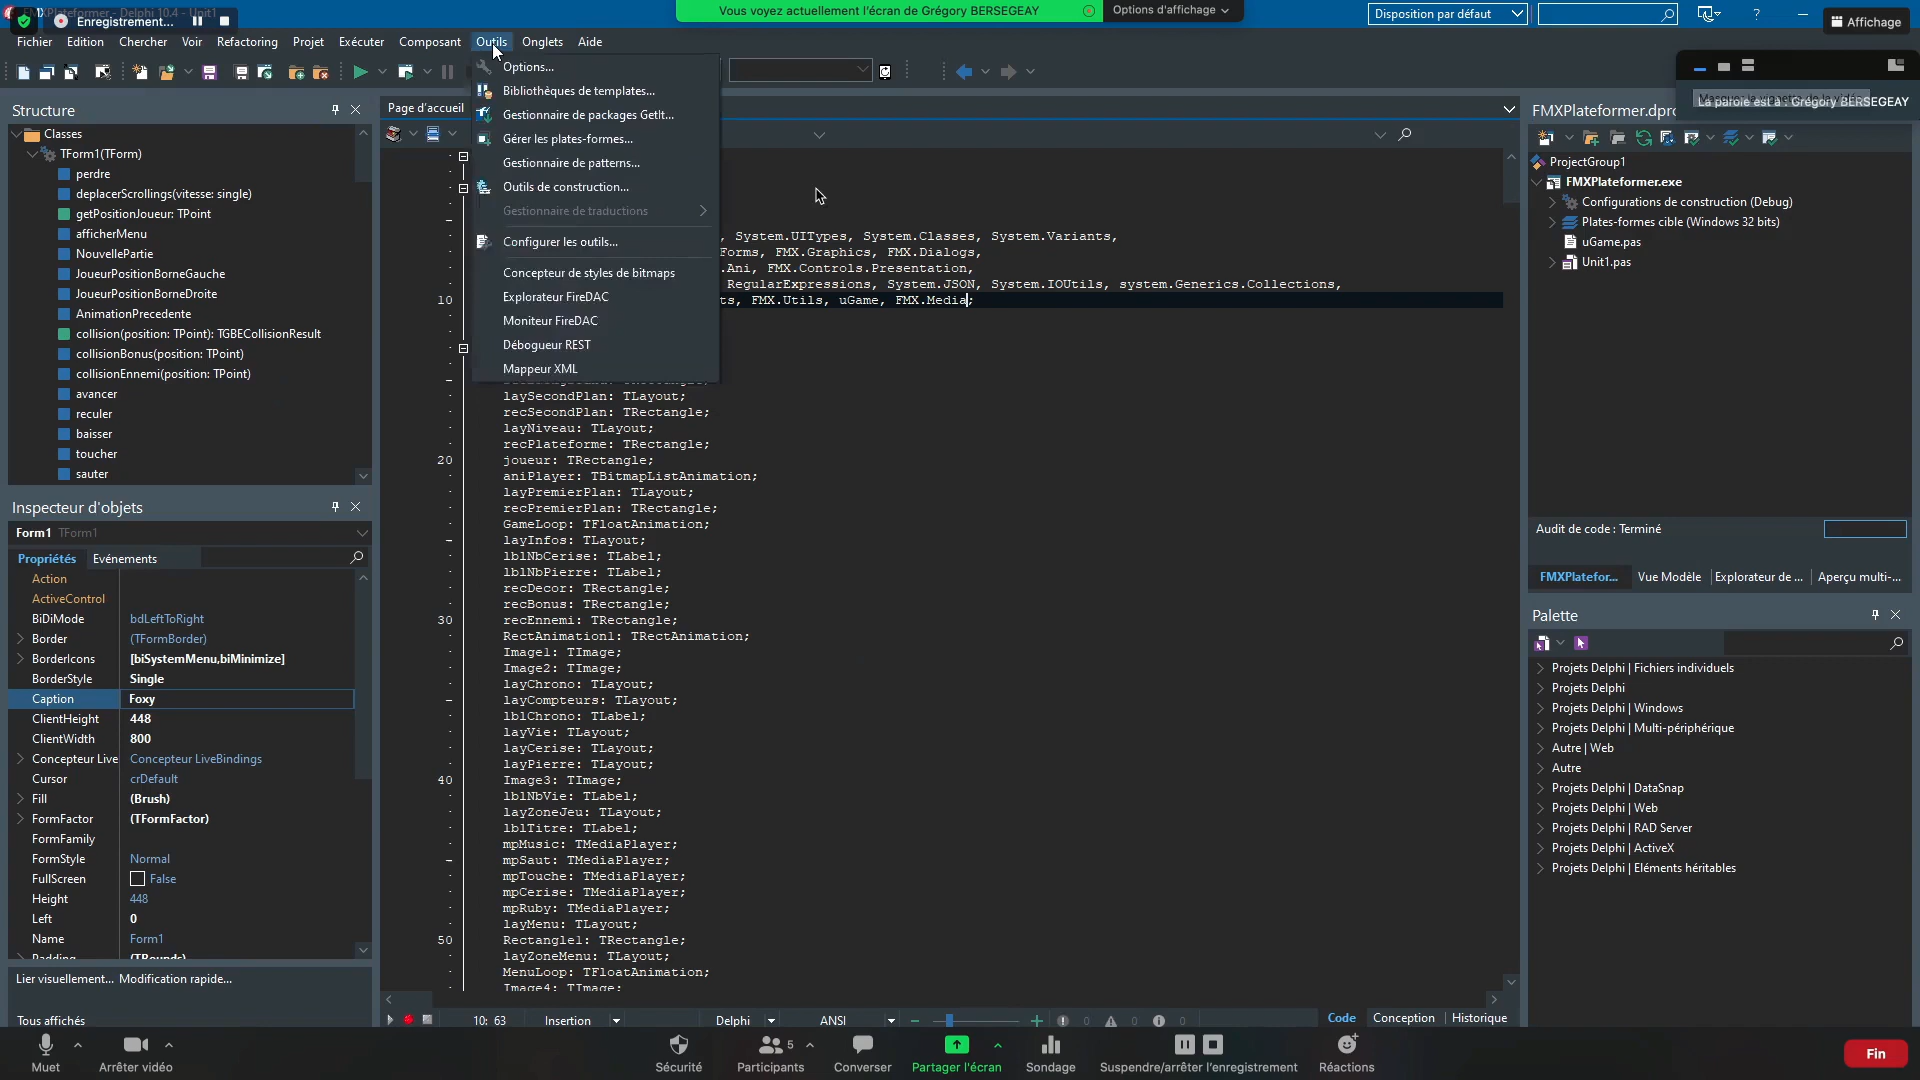 FMXPlateformer - Delphi 10.4 - Unit1
Enregistrement...
Vous voyez actuellement l'écran de Grégory BERSEGEAY
Options d'affichage
Disposition par défaut
?
Affichage
Fichier Edition Chercher Voir Refactoring Projet Exécuter Composant Outils Onglets Aide
Options...
Bibliothèques de templates...
Gestionnaire de packages GetIt...
Gérer les plates-formes...
Gestionnaire de patterns...
Outils de construction...
Gestionnaire de traductions
Configurer les outils...
Concepteur de styles de bitmaps
Explorateur FireDAC
Moniteur FireDAC
Débogueur REST
Mappeur XML
Structure
Classes
TForm1(TForm)
perdre
deplacerScrollings(vitesse: single)
getPositionJoueur: TPoint
afficherMenu
NouvellePartie
JoueurPositionBorneGauche
JoueurPositionBorneDroite
AnimationPrecedente
collision(position: TPoint): TGBECollisionResult
collisionBonus(position: TPoint)
collisionEnnemi(position: TPoint)
avancer
reculer
baisser
toucher
sauter
Inspecteur d'objets
Form1 TForm1
Propriétés Evénements
Action
ActiveControl
BiDiMode bdLeftToRight
Border (TFormBorder)
BorderIcons [biSystemMenu,biMinimize]
BorderStyle Single
Caption Foxy
ClientHeight 448
ClientWidth 800
Concepteur Live Concepteur LiveBindings
Cursor crDefault
Fill (Brush)
FormFactor (TFormFactor)
FormFamily
FormStyle Normal
FullScreen False
Height 448
Left 0
Name Form1
Padding (TBounds)
Lier visuellement... Modification rapide...
Tous affichés
Page d'accueil
, System.UITypes, System.Classes, System.Variants,
orms, FMX.Graphics, FMX.Dialogs,
.Ani, FMX.Controls.Presentation,
RegularExpressions, System.JSON, System.IOUtils, system.Generics.Collections,
10 ts, FMX.Utils, uGame, FMX.Media;
laySecondPlan: TLayout;
recSecondPlan: TRectangle;
layNiveau: TLayout;
recPlateforme: TRectangle;
20 joueur: TRectangle;
aniPlayer: TBitmapListAnimation;
layPremierPlan: TLayout;
recPremierPlan: TRectangle;
GameLoop: TFloatAnimation;
layInfos: TLayout;
lblNbCerise: TLabel;
lblNbPierre: TLabel;
recDecor: TRectangle;
recBonus: TRectangle;
30 recEnnemi: TRectangle;
RectAnimation1: TRectAnimation;
Image1: TImage;
Image2: TImage;
layChrono: TLayout;
layCompteurs: TLayout;
lblChrono: TLabel;
layVie: TLayout;
layCerise: TLayout;
layPierre: TLayout;
40 Image3: TImage;
lblNbVie: TLabel;
layZoneJeu: TLayout;
lblTitre: TLabel;
mpMusic: TMediaPlayer;
mpSaut: TMediaPlayer;
mpTouche: TMediaPlayer;
mpCerise: TMediaPlayer;
mpRuby: TMediaPlayer;
layMenu: TLayout;
50 Rectangle1: TRectangle;
layZoneMenu: TLayout;
MenuLoop: TFloatAnimation;
Image4: TImage;
10: 63 Insertion Delphi ANSI 0 0 0 Code Conception Historique
Masquer la vignette de la vidéo
La parole est à : Grégory BERSEGEAY
FMXPlateformer.dpro
ProjectGroup1
FMXPlateformer.exe
Configurations de construction (Debug)
Plates-formes cible (Windows 32 bits)
uGame.pas
Unit1.pas
Audit de code : Terminé
FMXPlatefor... Vue Modèle Explorateur de ... Aperçu multi-...
Palette
Projets Delphi | Fichiers individuels
Projets Delphi
Projets Delphi | Windows
Projets Delphi | Multi-périphérique
Autre | Web
Autre
Projets Delphi | DataSnap
Projets Delphi | Web
Projets Delphi | RAD Server
Projets Delphi | ActiveX
Projets Delphi | Eléments héritables
Muet
Arrêter vidéo
Sécurité
5
Participants
Converser
Partager l'écran
Sondage
Suspendre/arrêter l'enregistrement
Réactions
Fin